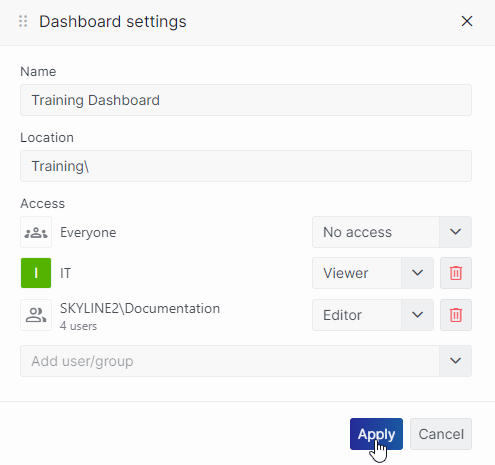 Dashboard settings
Name
Training Dashboard
Location
Training\
Access
Everyone
No access
I
IT
Viewer
SKYLINE2\Documentation
4 users
Editor
Add user/group
Apply
Cancel